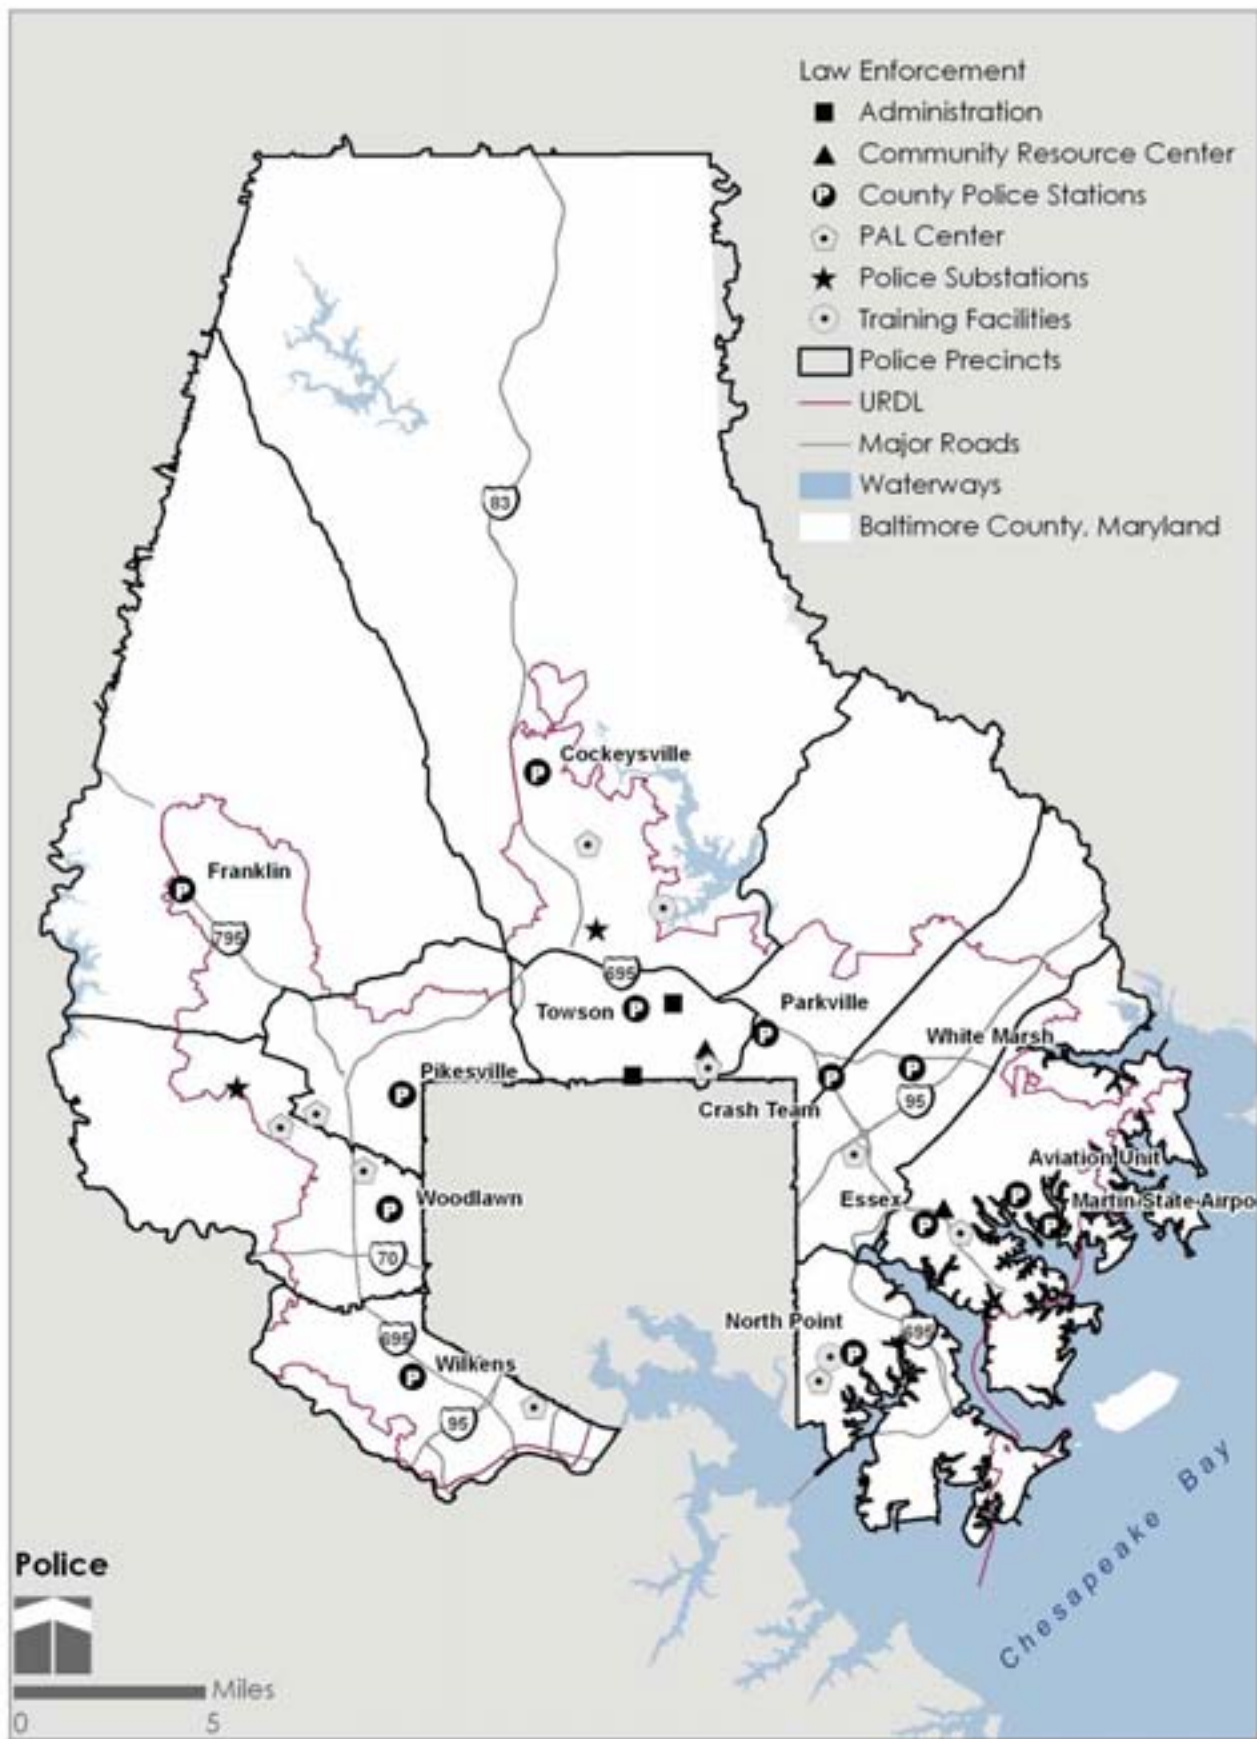 Law Enforcement
Administration
Community Resource Center
County Police Stations
PAL Center
Police Substations
Training Facilities
Police Precincts
URDL
Major Roads
Waterways
Baltimore County, Maryland
83
Cockeysville
Franklin
795
695
Towson
Parkville
White Marsh
Pikesville
Crash Team
95
Aviation Unit
Woodlawn
Essex
Martin State Airpo
70
North Point
695
695
Wilkens
95
Chesapeake Bay
Police
Miles
0 5